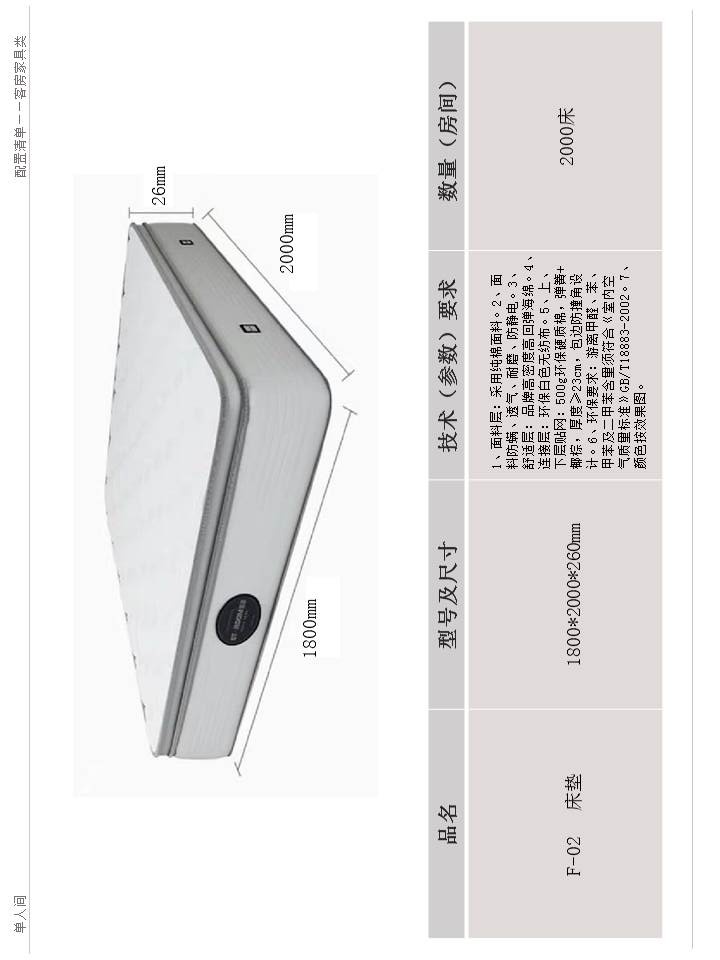 单人间
配置清单——客房家具类
26mm
2000mm
1800mm
品名
型号及尺寸
技术（参数）要求
数量（房间）
F-02 床垫
1800*2000*260mm
1、面料层：采用纯棉面料。2、面
料防螨、透气、耐磨、防静电。3、
舒适层：品牌高密度高回弹海绵。4、
连接层：环保白色无纺布。5、上、
下层贴网：500g环保硬质棉，弹簧+
椰棕，厚度≥23cm，包边防撞角设
计。6、环保要求：游离甲醛、苯、
甲苯及二甲苯含量须符合《室内空
气质量标准》GB/T18883-2002。7、
颜色按效果图。
2000床